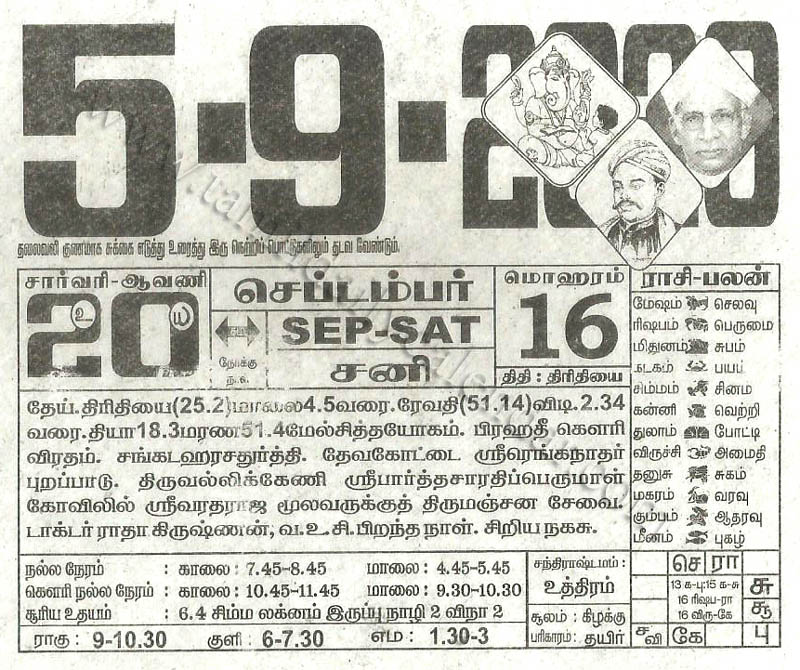 5-9-2020
தலைவலி குணமாக சுக்கை எடுத்து உரைத்து இரு நெற்றிப் பொட்டுகளிலும் தடவ வேண்டும்.
சார்வரி-ஆவணி
20
செப்டம்பர்
SEP-SAT
சனி
நோக்கு
மொஹரம்
16
திதி : திரிதியை
தேய். திரிதியை(25.2)மாலை4.5வரை. ரேவதி(51.14)விடி.2.34
வரை.தியா18.3மரண51.4மேல்சித்தயோகம். பிரஹதீ கௌரி
விரதம். சங்கடஹரசதுர்த்தி. தேவகோட்டை ஸ்ரீரெங்கநாதர்
புறப்பாடு. திருவல்லிக்கேணி ஸ்ரீபார்த்தசாரதிப்பெருமாள்
கோவிலில் ஸ்ரீவரதராஜ மூலவருக்குத் திருமஞ்சன சேவை.
டாக்டர் ராதா கிருஷ்ணன், வ.உ.சி.பிறந்த நாள். சிறிய நகசு.
ராசி-பலன்
மேஷம் செலவு
ரிஷபம் பெருமை
மிதுனம் சுபம்
கடகம் பயம்
சிம்மம் சினம்
கன்னி வெற்றி
துலாம் போட்டி
விருச்சி அமைதி
தனுசு சுகம்
மகரம் வரவு
கும்பம் ஆதரவு
மீனம் புகழ்
நல்ல நேரம் : காலை: 7.45-8.45 மாலை: 4.45-5.45
கௌரி நல்ல நேரம் : காலை: 10.45-11.45 மாலை: 9.30-10.30
சூரிய உதயம் : 6.4 சிம்ம லக்னம் இருப்பு நாழி 2 விநா 2
ராகு: 9-10.30 குளி: 6-7.30 எம: 1.30-3
சந்திராஷ்டமம் :
உத்திரம்
சூலம் : கிழக்கு
பரிகாரம் : தயிர்
செ ரா
13 க-பு:15 க-சு
16 ரிஷப-ரா
16 விரு-கே
சு
சூ
ச வி கே பு